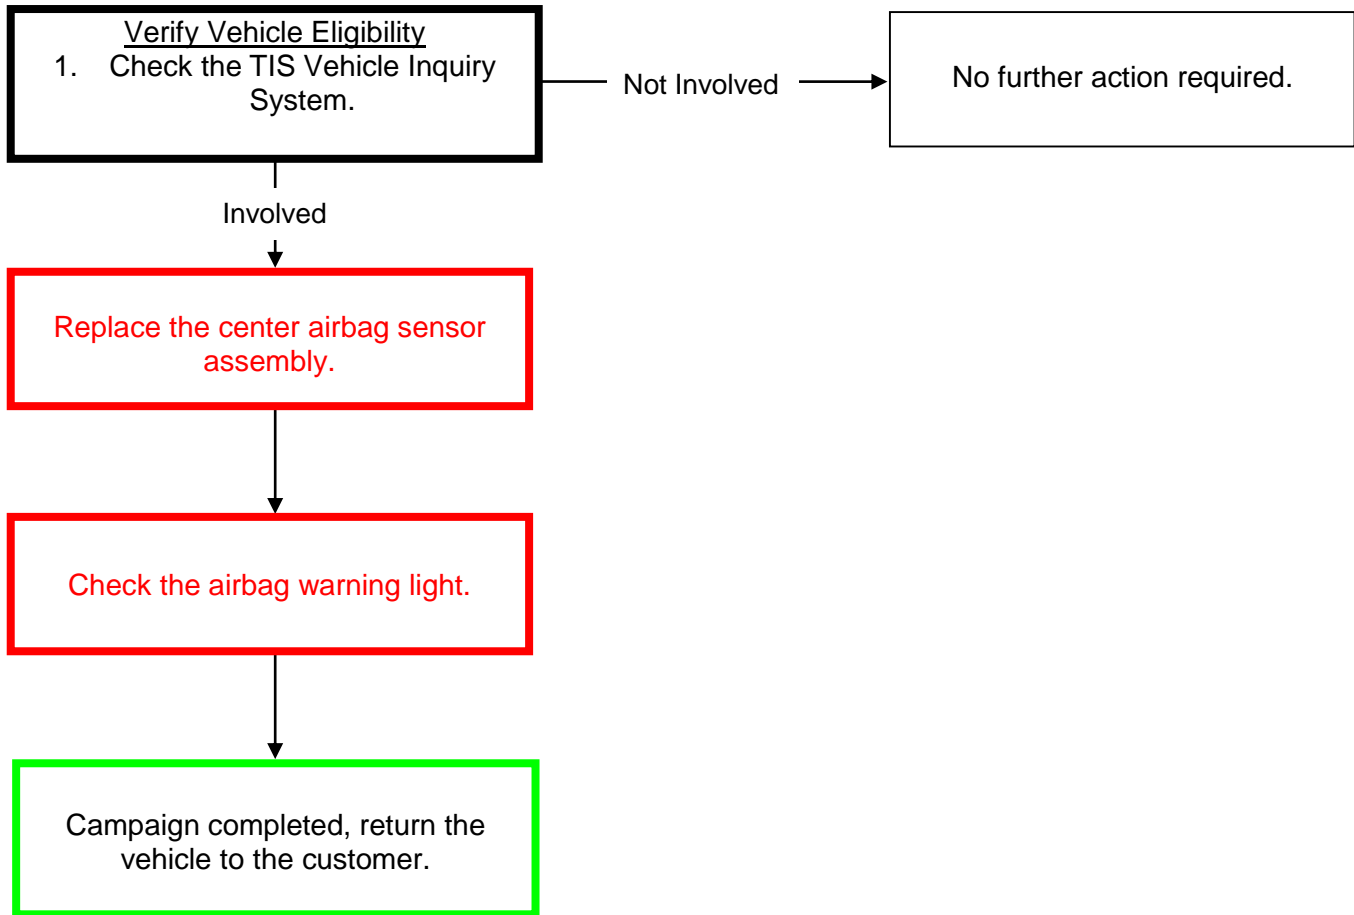 Verify Vehicle Eligibility
1. Check the TIS Vehicle Inquiry
System.
Not Involved
No further action required.
Involved
Replace the center airbag sensor
assembly.
Check the airbag warning light.
Campaign completed, return the
vehicle to the customer.